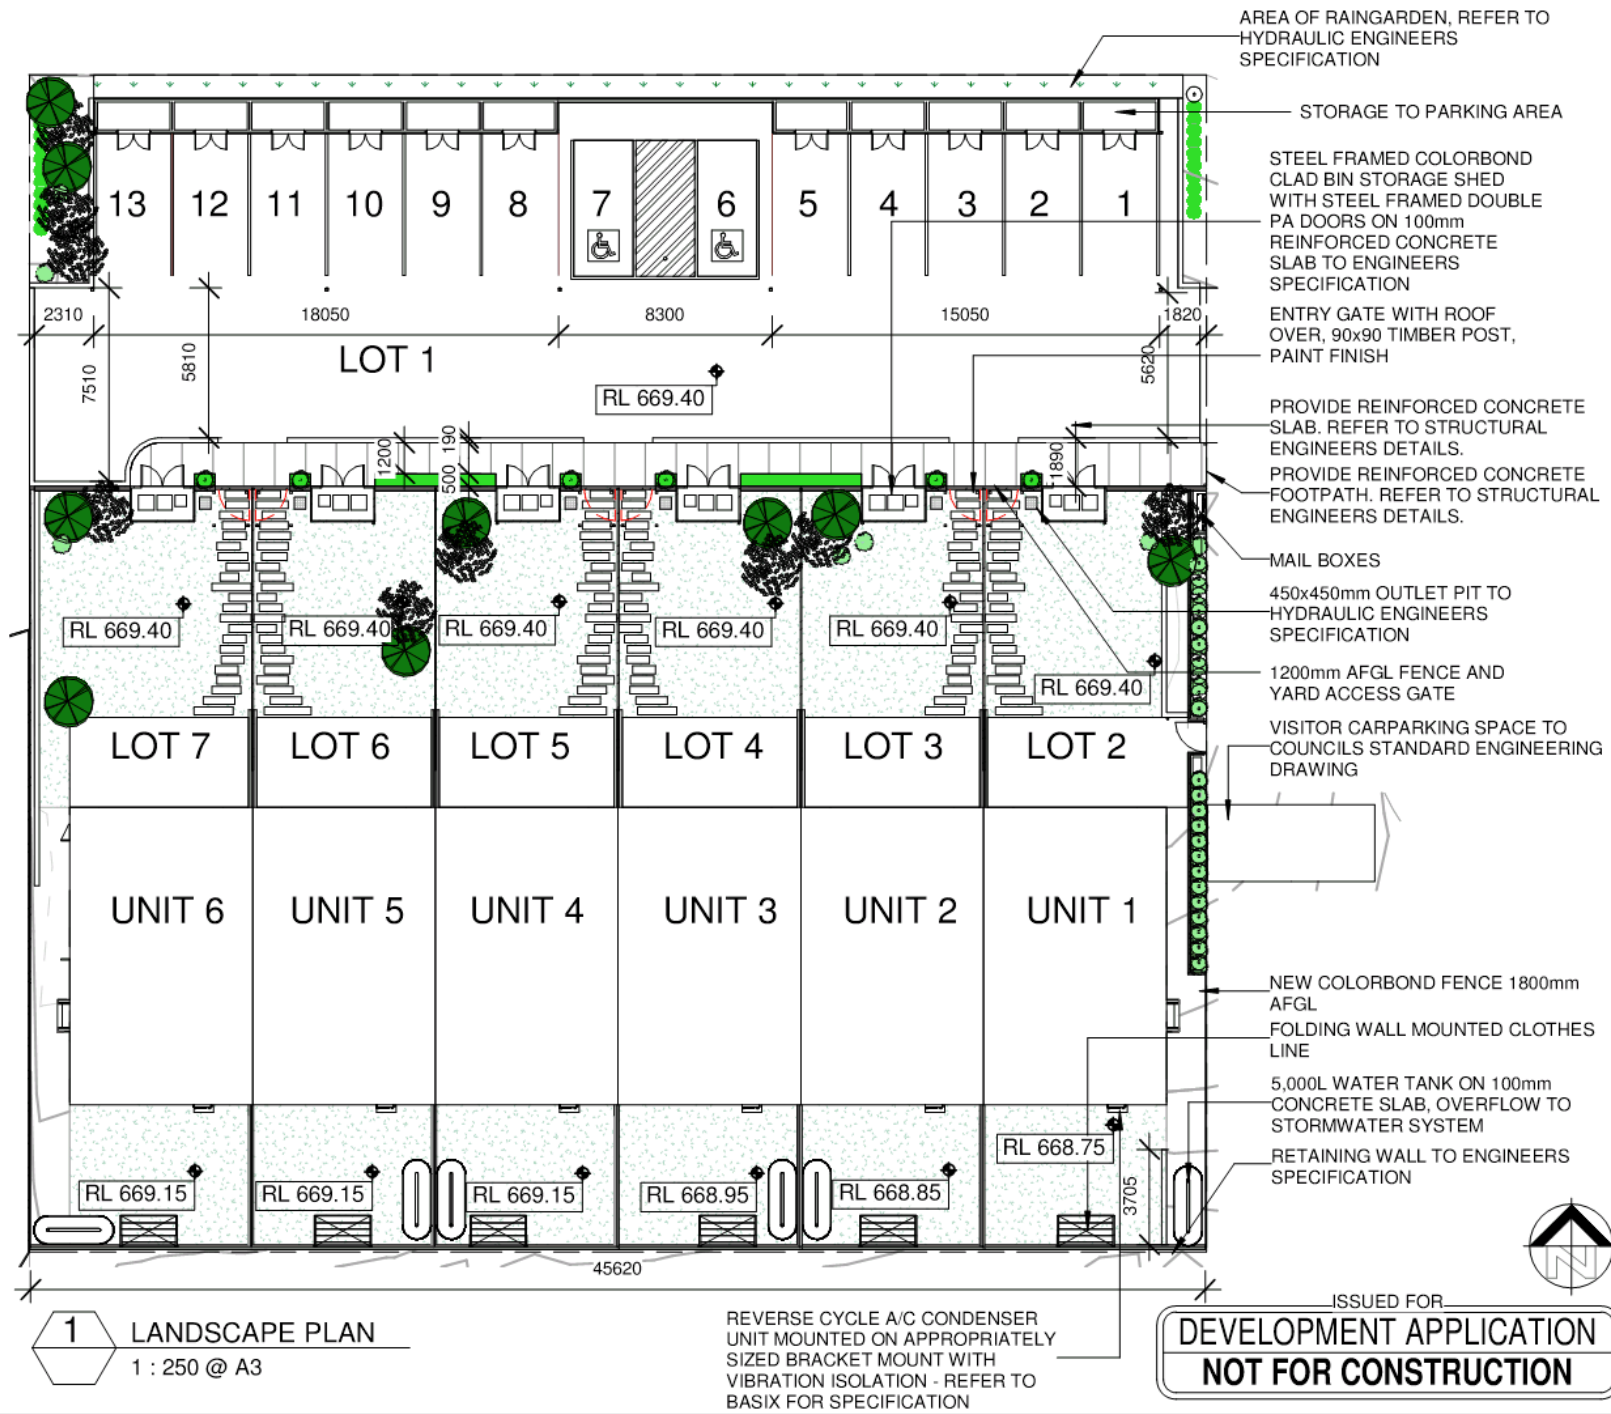 AREA OF RAINGARDEN, REFER TO
HYDRAULIC ENGINEERS
SPECIFICATION
STORAGE TO PARKING AREA
STEEL FRAMED COLORBOND
CLAD BIN STORAGE SHED
WITH STEEL FRAMED DOUBLE
PA DOORS ON 100mm
REINFORCED CONCRETE
SLAB TO ENGINEERS
SPECIFICATION
13 12 11 10 9 8 7 6 5 4 3 2 1
ENTRY GATE WITH ROOF
OVER, 90x90 TIMBER POST,
PAINT FINISH
2310 18050 8300 15050 1820
7510
5810
5620
LOT 1
RL 669.40
PROVIDE REINFORCED CONCRETE
SLAB. REFER TO STRUCTURAL
ENGINEERS DETAILS.
1200
190
500
1890
PROVIDE REINFORCED CONCRETE
FOOTPATH. REFER TO STRUCTURAL
ENGINEERS DETAILS.
MAIL BOXES
450x450mm OUTLET PIT TO
HYDRAULIC ENGINEERS
SPECIFICATION
RL 669.40 RL 669.40 RL 669.40 RL 669.40 RL 669.40
RL 669.40
1200mm AFGL FENCE AND
YARD ACCESS GATE
LOT 7 LOT 6 LOT 5 LOT 4 LOT 3 LOT 2
VISITOR CARPARKING SPACE TO
COUNCILS STANDARD ENGINEERING
DRAWING
UNIT 6 UNIT 5 UNIT 4 UNIT 3 UNIT 2 UNIT 1
NEW COLORBOND FENCE 1800mm
AFGL
FOLDING WALL MOUNTED CLOTHES
LINE
5,000L WATER TANK ON 100mm
CONCRETE SLAB, OVERFLOW TO
STORMWATER SYSTEM
RETAINING WALL TO ENGINEERS
SPECIFICATION
RL 668.75
RL 669.15 RL 669.15 RL 669.15 RL 668.95 RL 668.85
3705
45620
N
1 LANDSCAPE PLAN
1 : 250 @ A3
REVERSE CYCLE A/C CONDENSER
UNIT MOUNTED ON APPROPRIATELY
SIZED BRACKET MOUNT WITH
VIBRATION ISOLATION - REFER TO
BASIX FOR SPECIFICATION
ISSUED FOR
DEVELOPMENT APPLICATION
NOT FOR CONSTRUCTION